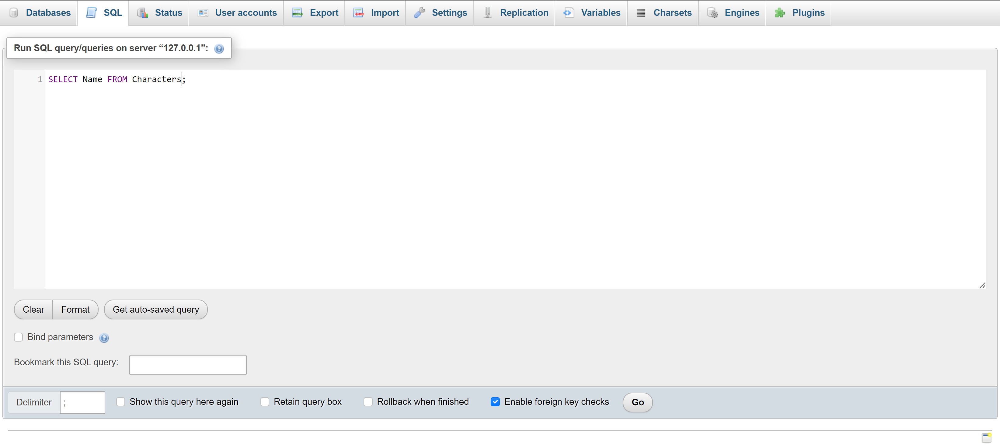 Databases SQL Status User accounts Export Import Settings Replication Variables Charsets Engines Plugins
Run SQL query/queries on server “127.0.0.1”:
1 SELECT Name FROM Characters;
Clear Format Get auto-saved query
Bind parameters
Bookmark this SQL query:
Delimiter ; Show this query here again Retain query box Rollback when finished Enable foreign key checks Go